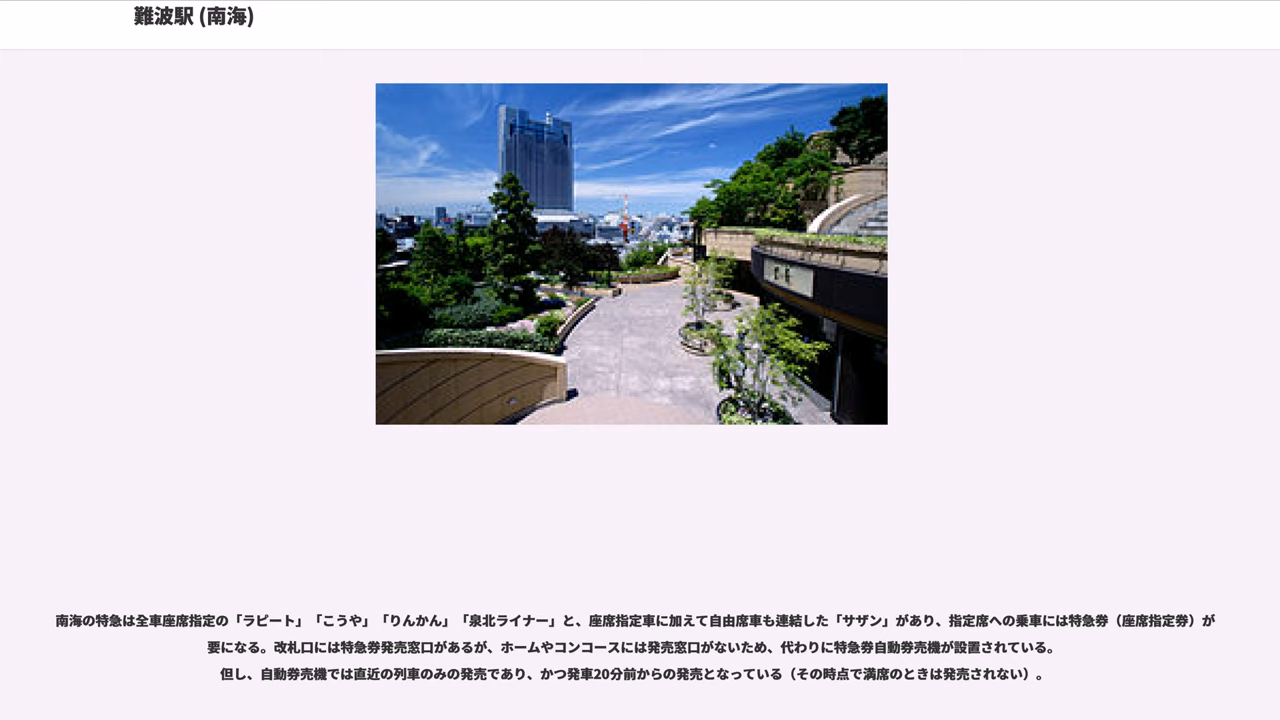 難波駅 (南海)
南海の特急は全車座席指定の「ラピート」「こうや」「りんかん」「泉北ライナー」と、座席指定車に加えて自由席車も連結した「サザン」があり、指定席への乗車には特急券（座席指定券）が
要になる。改札口には特急券発売窓口があるが、ホームやコンコースには発売窓口がないため、代わりに特急券自動券売機が設置されている。
但し、自動券売機では直近の列車のみの発売であり、かつ発車20分前からの発売となっている（その時点で満席のときは発売されない）。